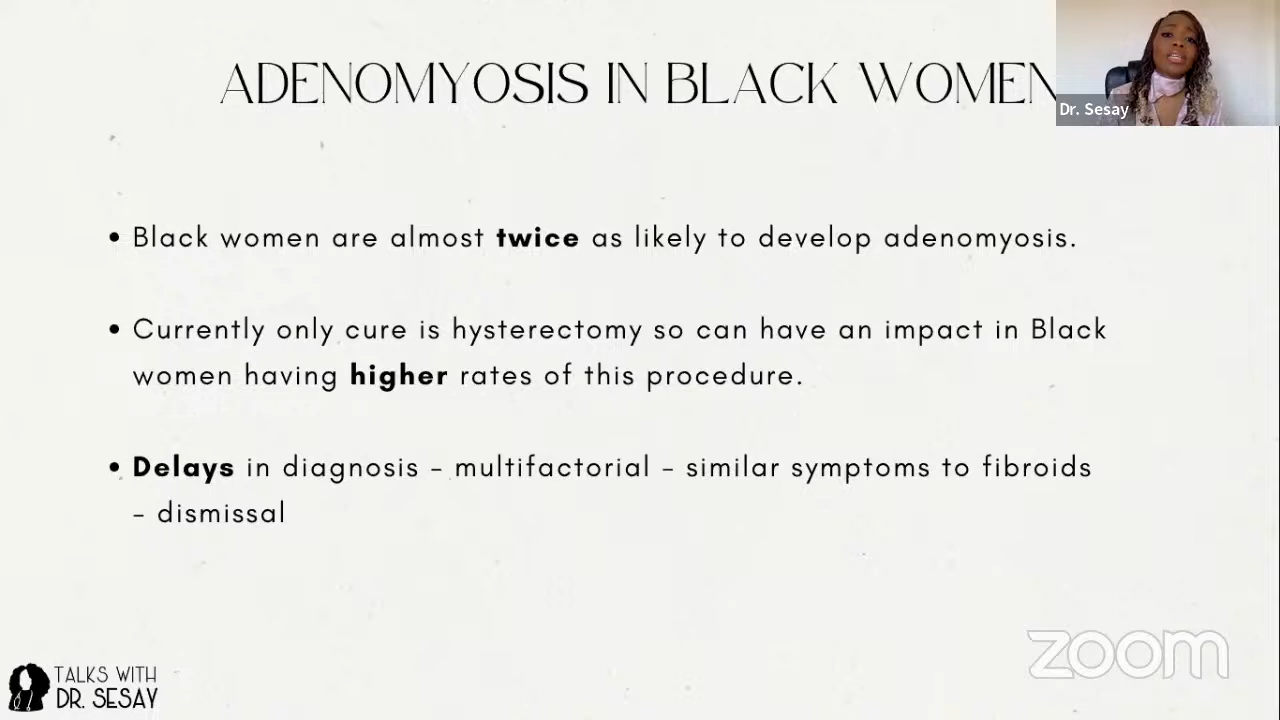 ADENOMYOSIS IN BLACK WOMEN
Dr. Sesay
• Black women are almost twice as likely to develop adenomyosis.
• Currently only cure is hysterectomy so can have an impact in Black
women having higher rates of this procedure.
• Delays in diagnosis – multifactorial – similar symptoms to fibroids
– dismissal
zoom
TALKS WITH
DR. SESAY